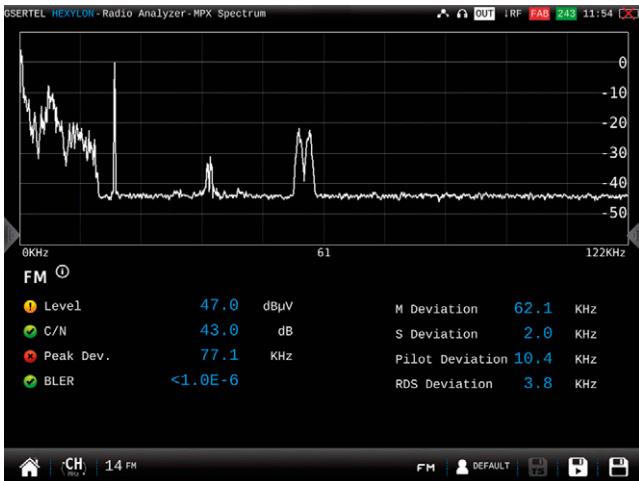 GSERTEL HEXYLON-Radio Analyzer-MPX Spectrum OUT ↓RF FAB 243 11:54
0
-10
-20
-30
-40
-50
0KHz 61 122KHz
FM
Level 47.0 dBµV
C/N 43.0 dB
Peak Dev. 77.1 KHz
BLER <1.0E-6
M Deviation 62.1 KHz
S Deviation 2.0 KHz
Pilot Deviation 10.4 KHz
RDS Deviation 3.8 KHz
CH 14 FM FM DEFAULT
MHz
TS